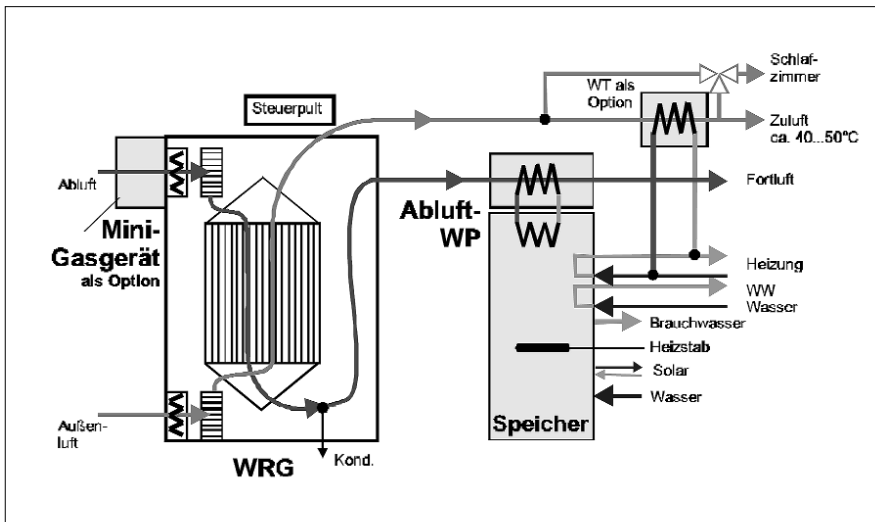 Steuerpult
WT als
Option
Schlaf-
zimmer
Zuluft
ca. 40...50°C
Abluft
Mini-
Gasgerät
als Option
Abluft-
WP
Fortluft
Heizung
WW
Wasser
Brauchwasser
Heizstab
Solar
Wasser
Speicher
Außen-
luft
WRG
Kond.